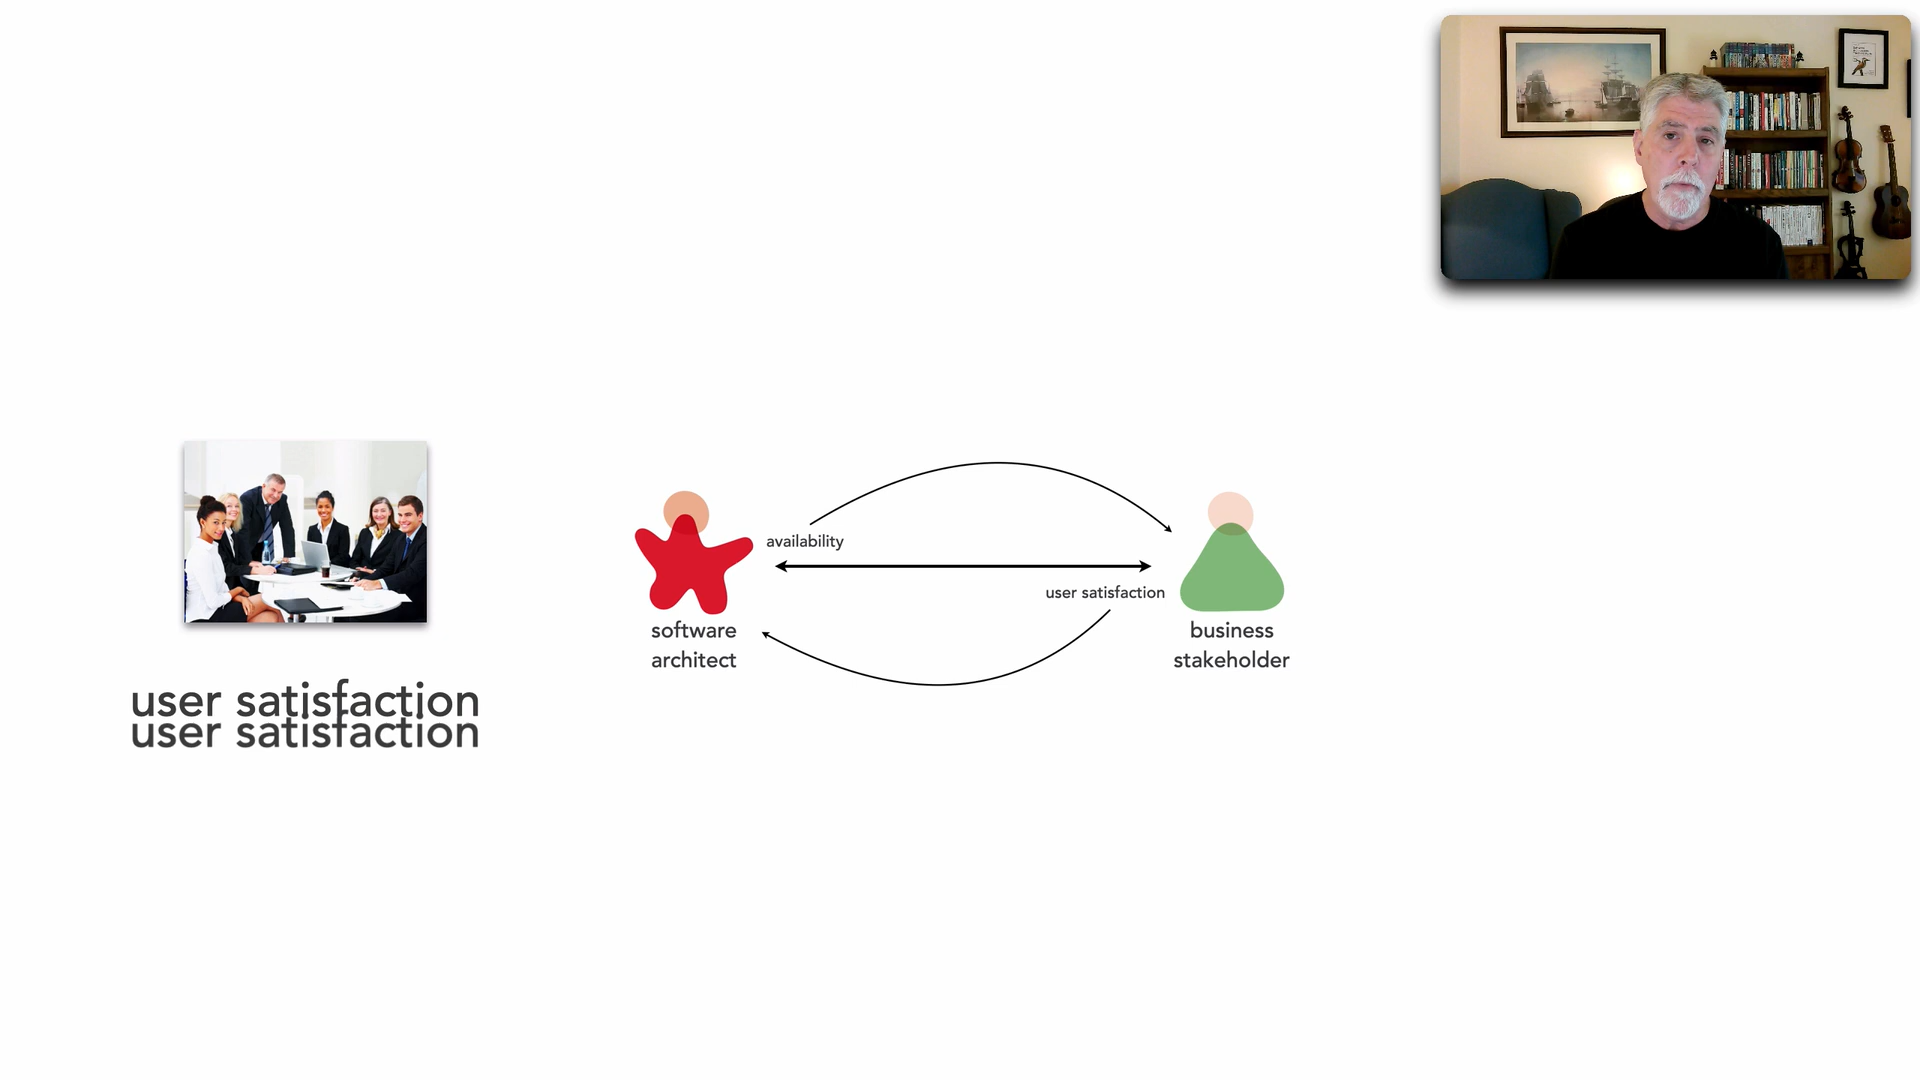 availability
user satisfaction
software
architect
business
stakeholder
user satisfaction
user satisfaction